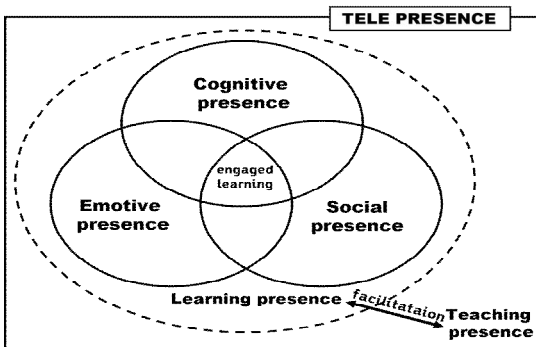 TELE PRESENCE
Cognitive
presence
engaged
learning
Emotive
presence
Social
presence
Learning presence
facilitataion
Teaching
presence